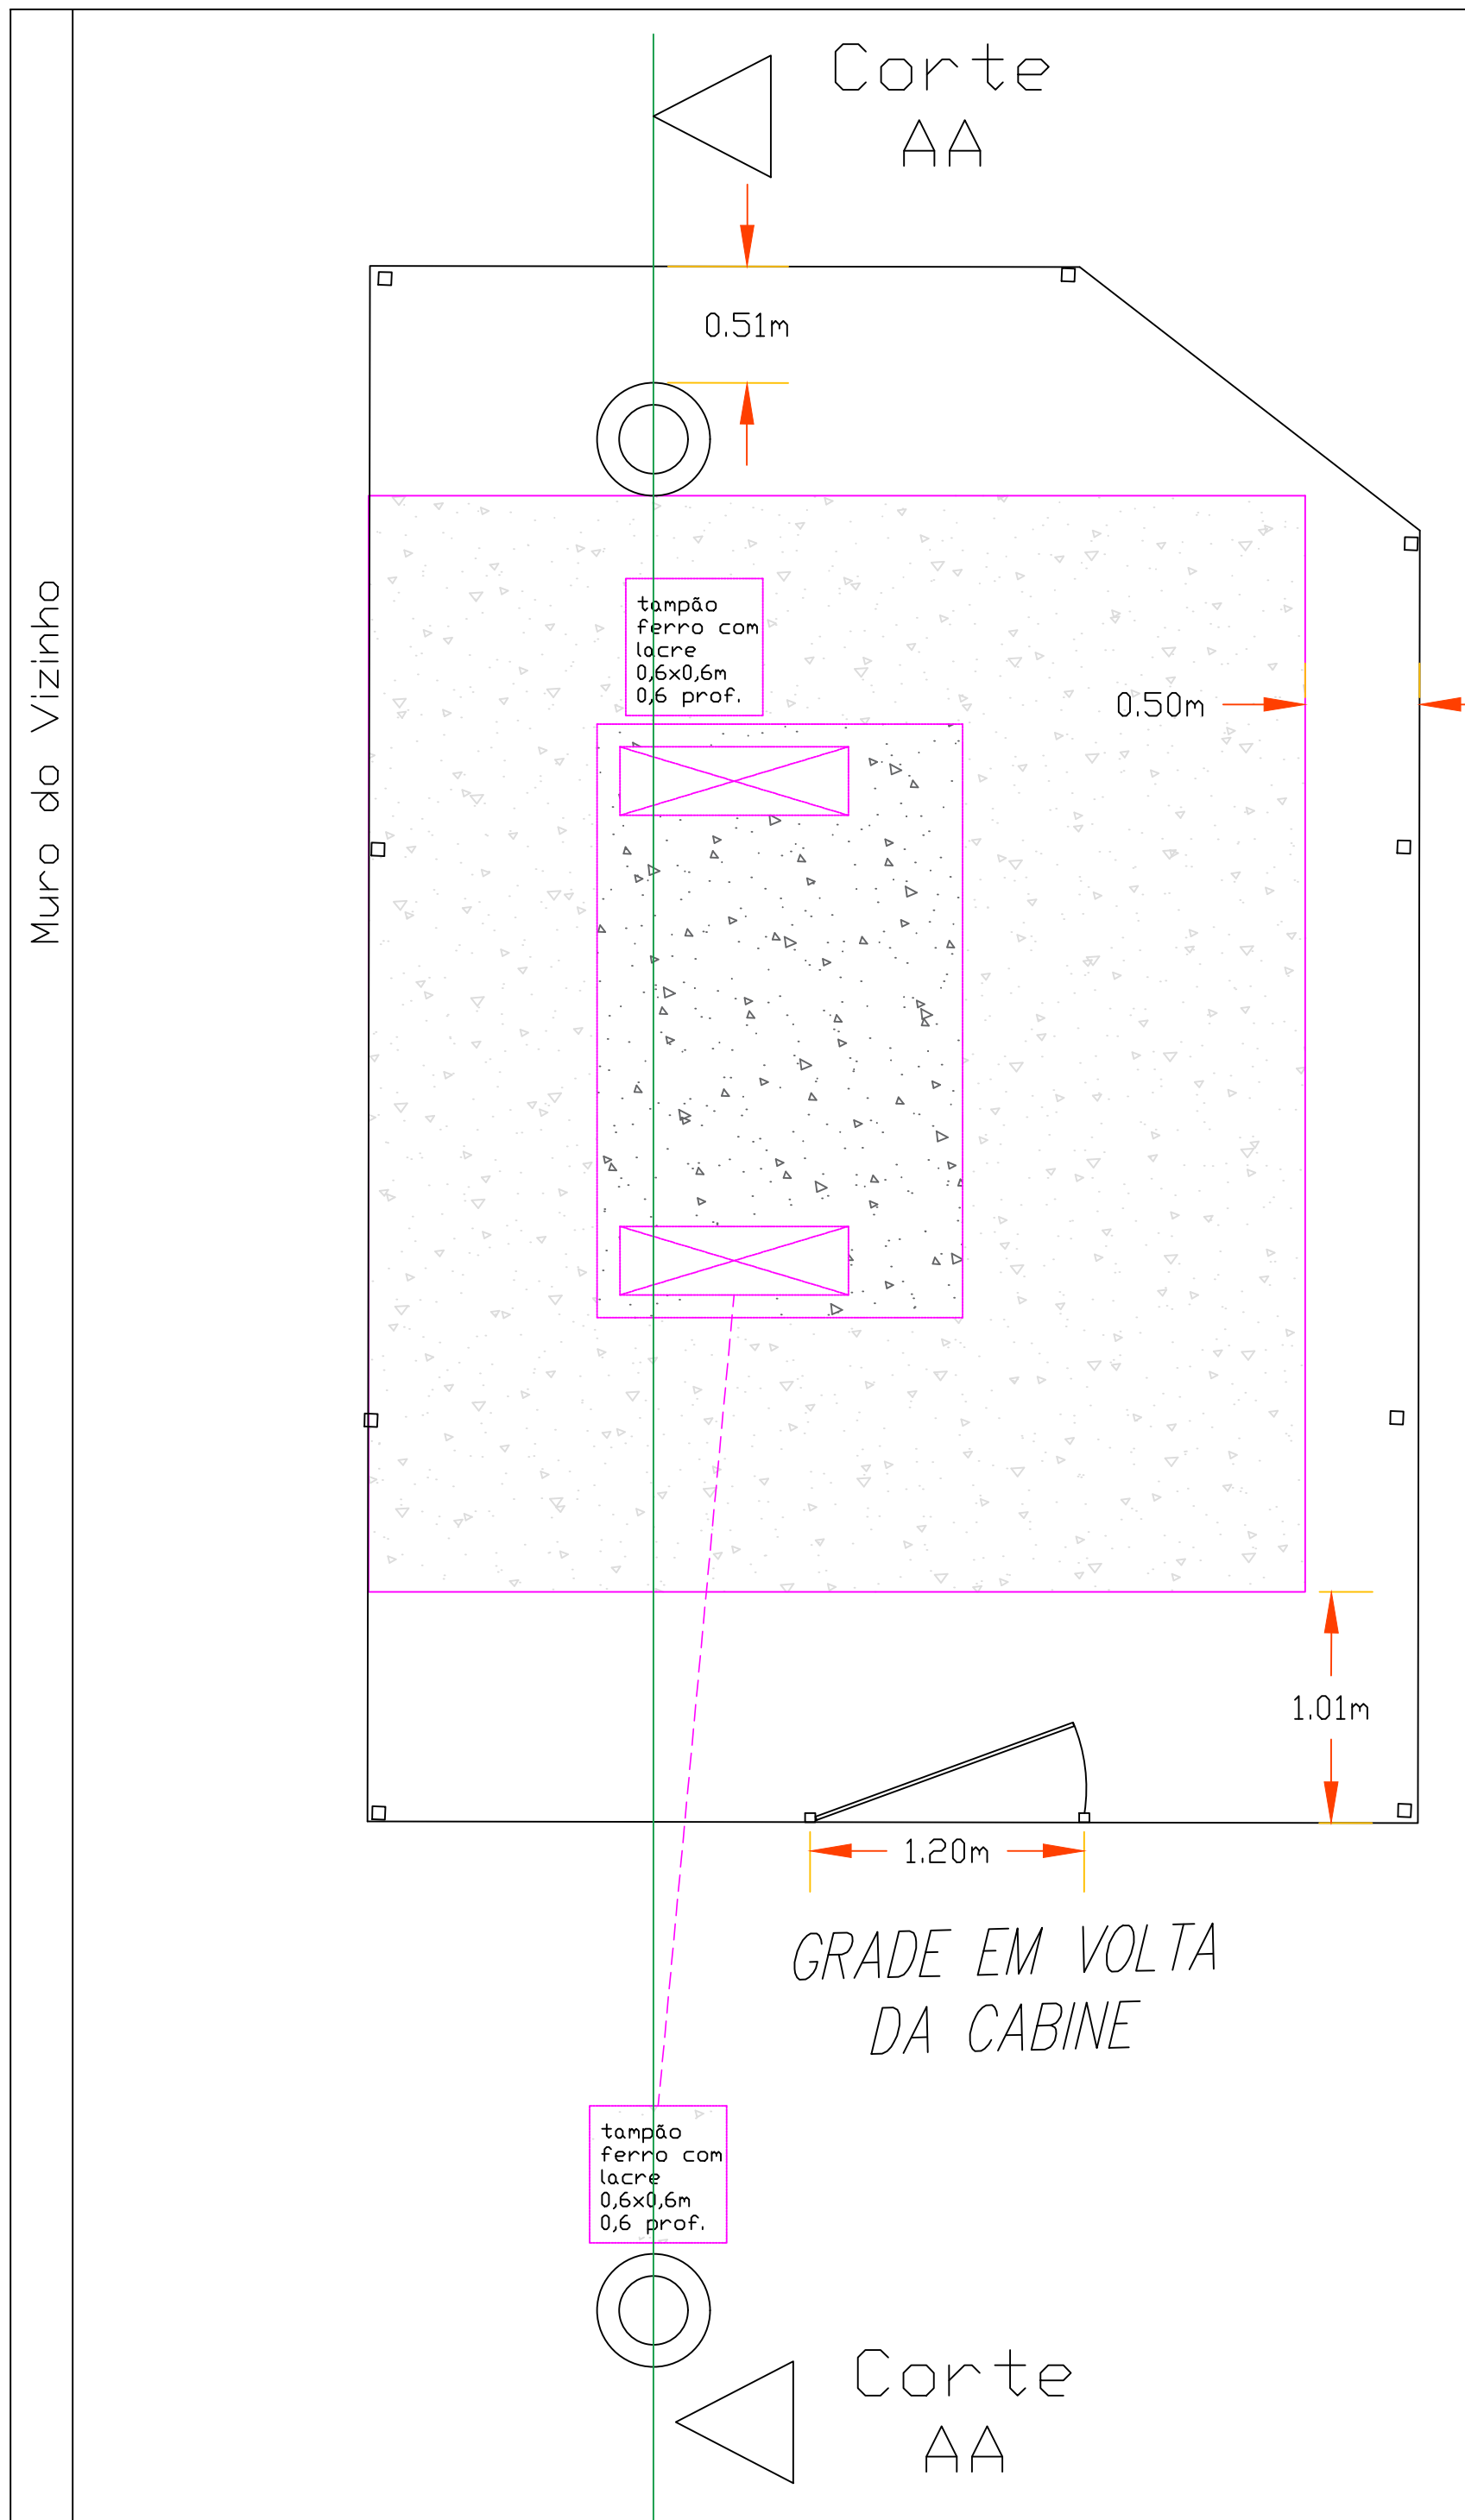 Corte
AA
0.51m
Muro do Vizinho
tampão
ferro com
lacre
0,6x0,6m
0,6 prof.
0.50m
1.01m
1.20m
GRADE EM VOLTA
DA CABINE
tampão
ferro com
lacre
0,6x0,6m
0,6 prof.
Corte
AA